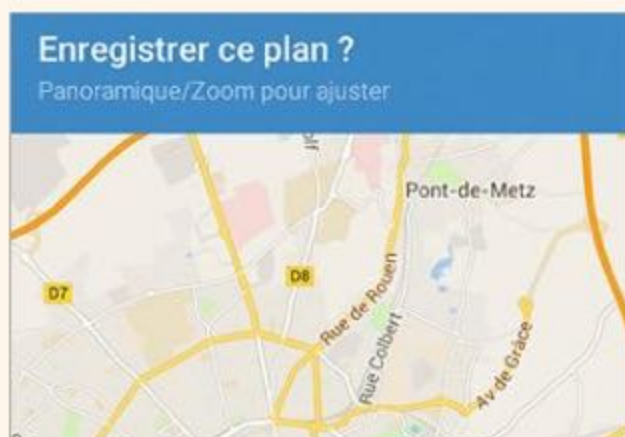 Enregistrer ce plan ?
Panoramique/Zoom pour ajuster
Pont-de-Metz
D8
D7
Rue de Rouen
Rue Colbert
Av de Grâce